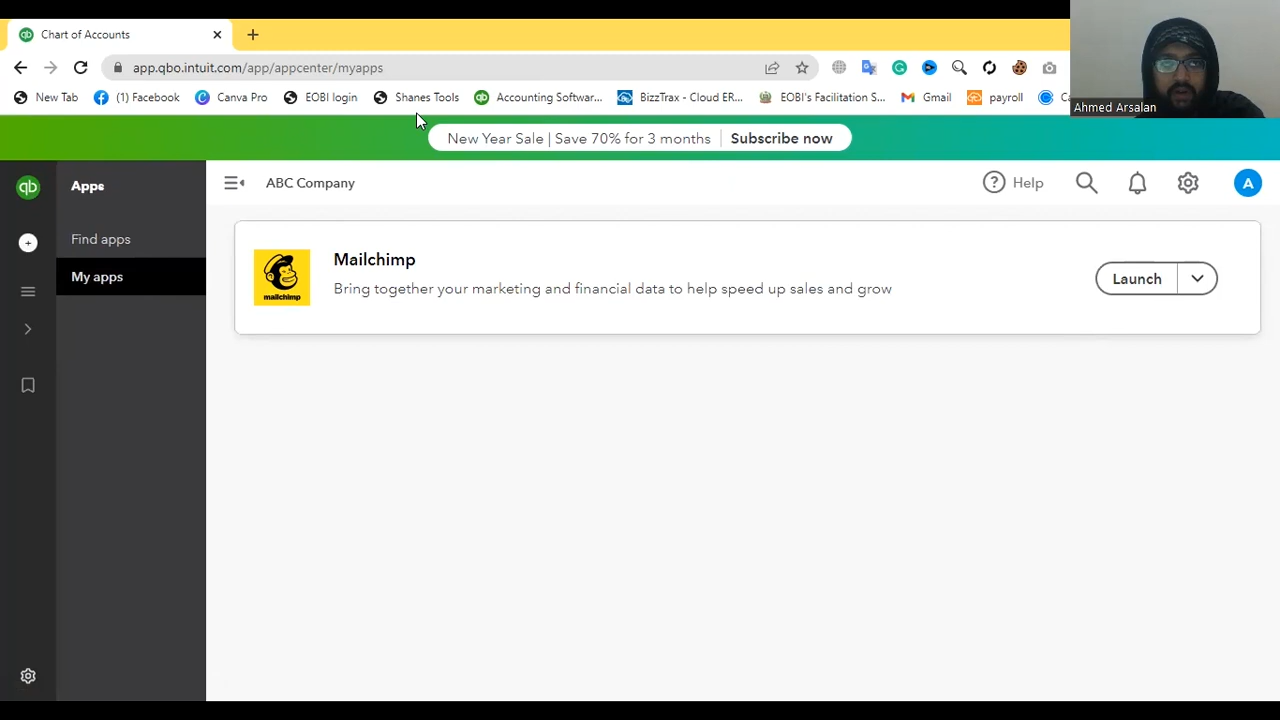 Chart of Accounts
app.qbo.intuit.com/app/appcenter/myapps
New Tab
(1) Facebook
Canva Pro
EOBI login
Shanes Tools
Accounting Softwar...
BizzTrax - Cloud ER...
EOBI's Facilitation S...
Gmail
payroll
Ahmed Arsalan
New Year Sale | Save 70% for 3 months
Subscribe now
qb
Apps
ABC Company
Help
A
Find apps
My apps
Mailchimp
mailchimp
Bring together your marketing and financial data to help speed up sales and grow
Launch